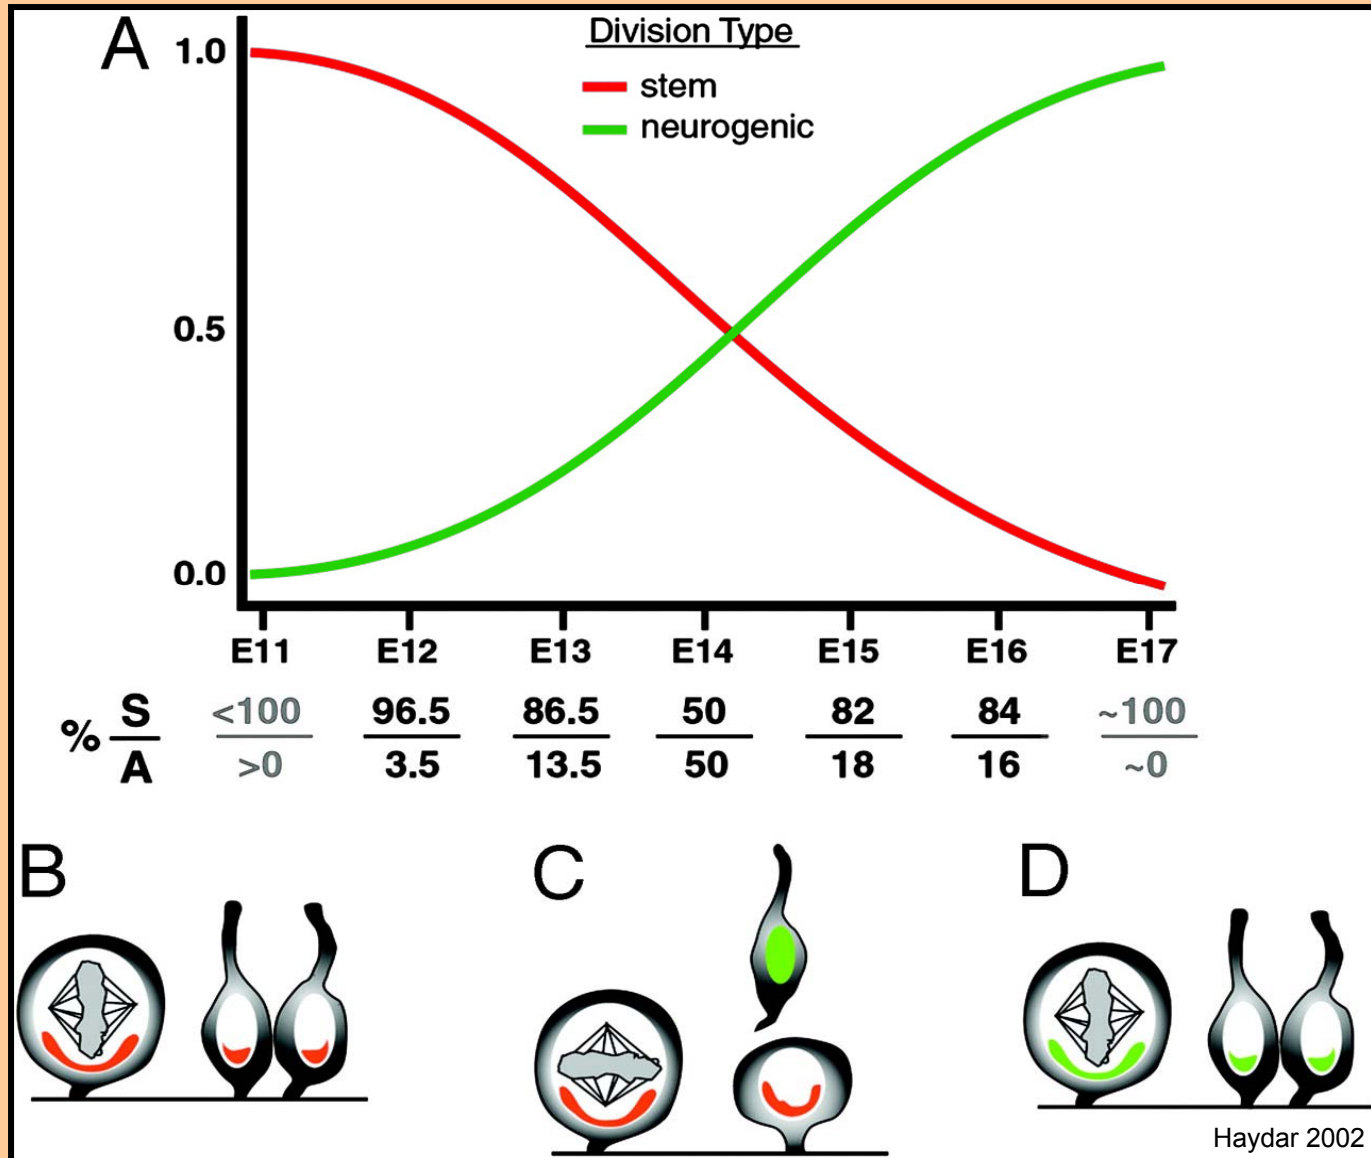 A
Division Type
stem
neurogenic
1.0
0.5
0.0
E11 E12 E13 E14 E15 E16 E17
% S <100 96.5 86.5 50 82 84 ~100
A >0 3.5 13.5 50 18 16 ~0
B C D
Haydar 2002